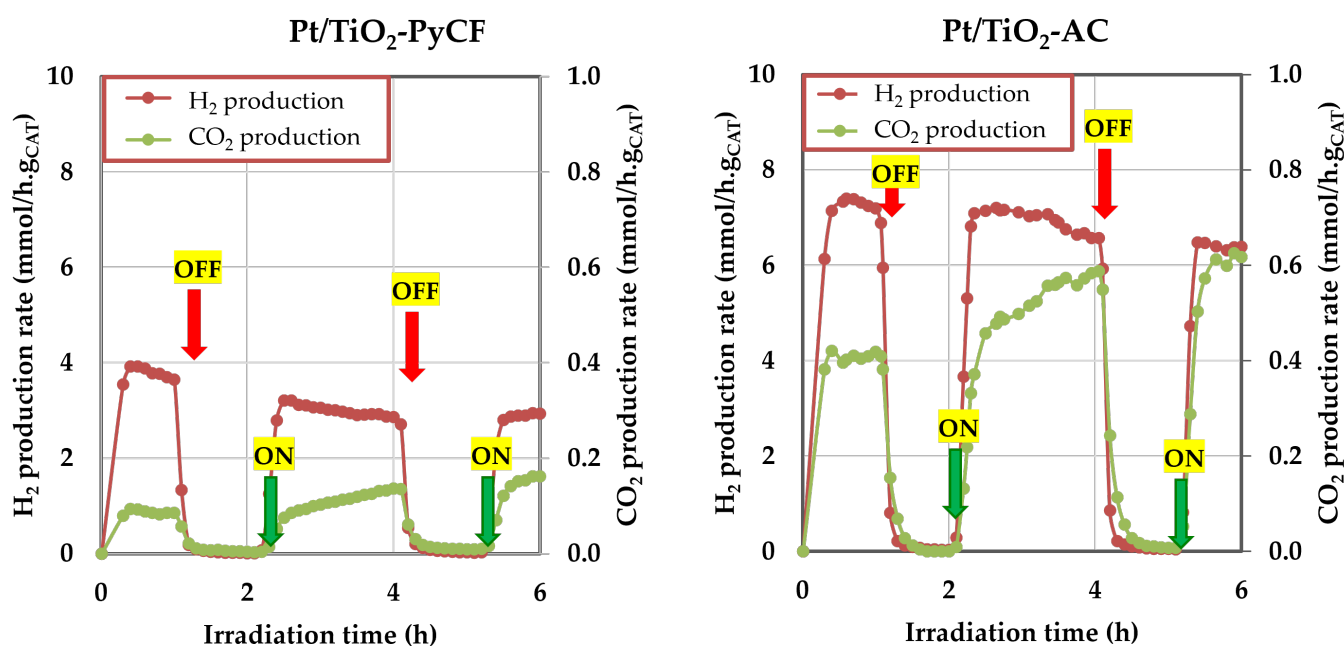 Pt/TiO₂-PyCF
H₂ production
CO₂ production
OFF
OFF
ON
ON
10
8
6
4
2
0
1.0
0.8
0.6
0.4
0.2
0.0
0
2
4
6
H₂ production rate (mmol/h.gCAT)
CO₂ production rate (mmol/h.gCAT)
Irradiation time (h)
Pt/TiO₂-AC
H₂ production
CO₂ production
OFF
OFF
ON
ON
10
8
6
4
2
0
1.0
0.8
0.6
0.4
0.2
0.0
0
2
4
6
H₂ production rate (mmol/h.gCAT)
CO₂ production rate (mmol/h.gCAT)
Irradiation time (h)